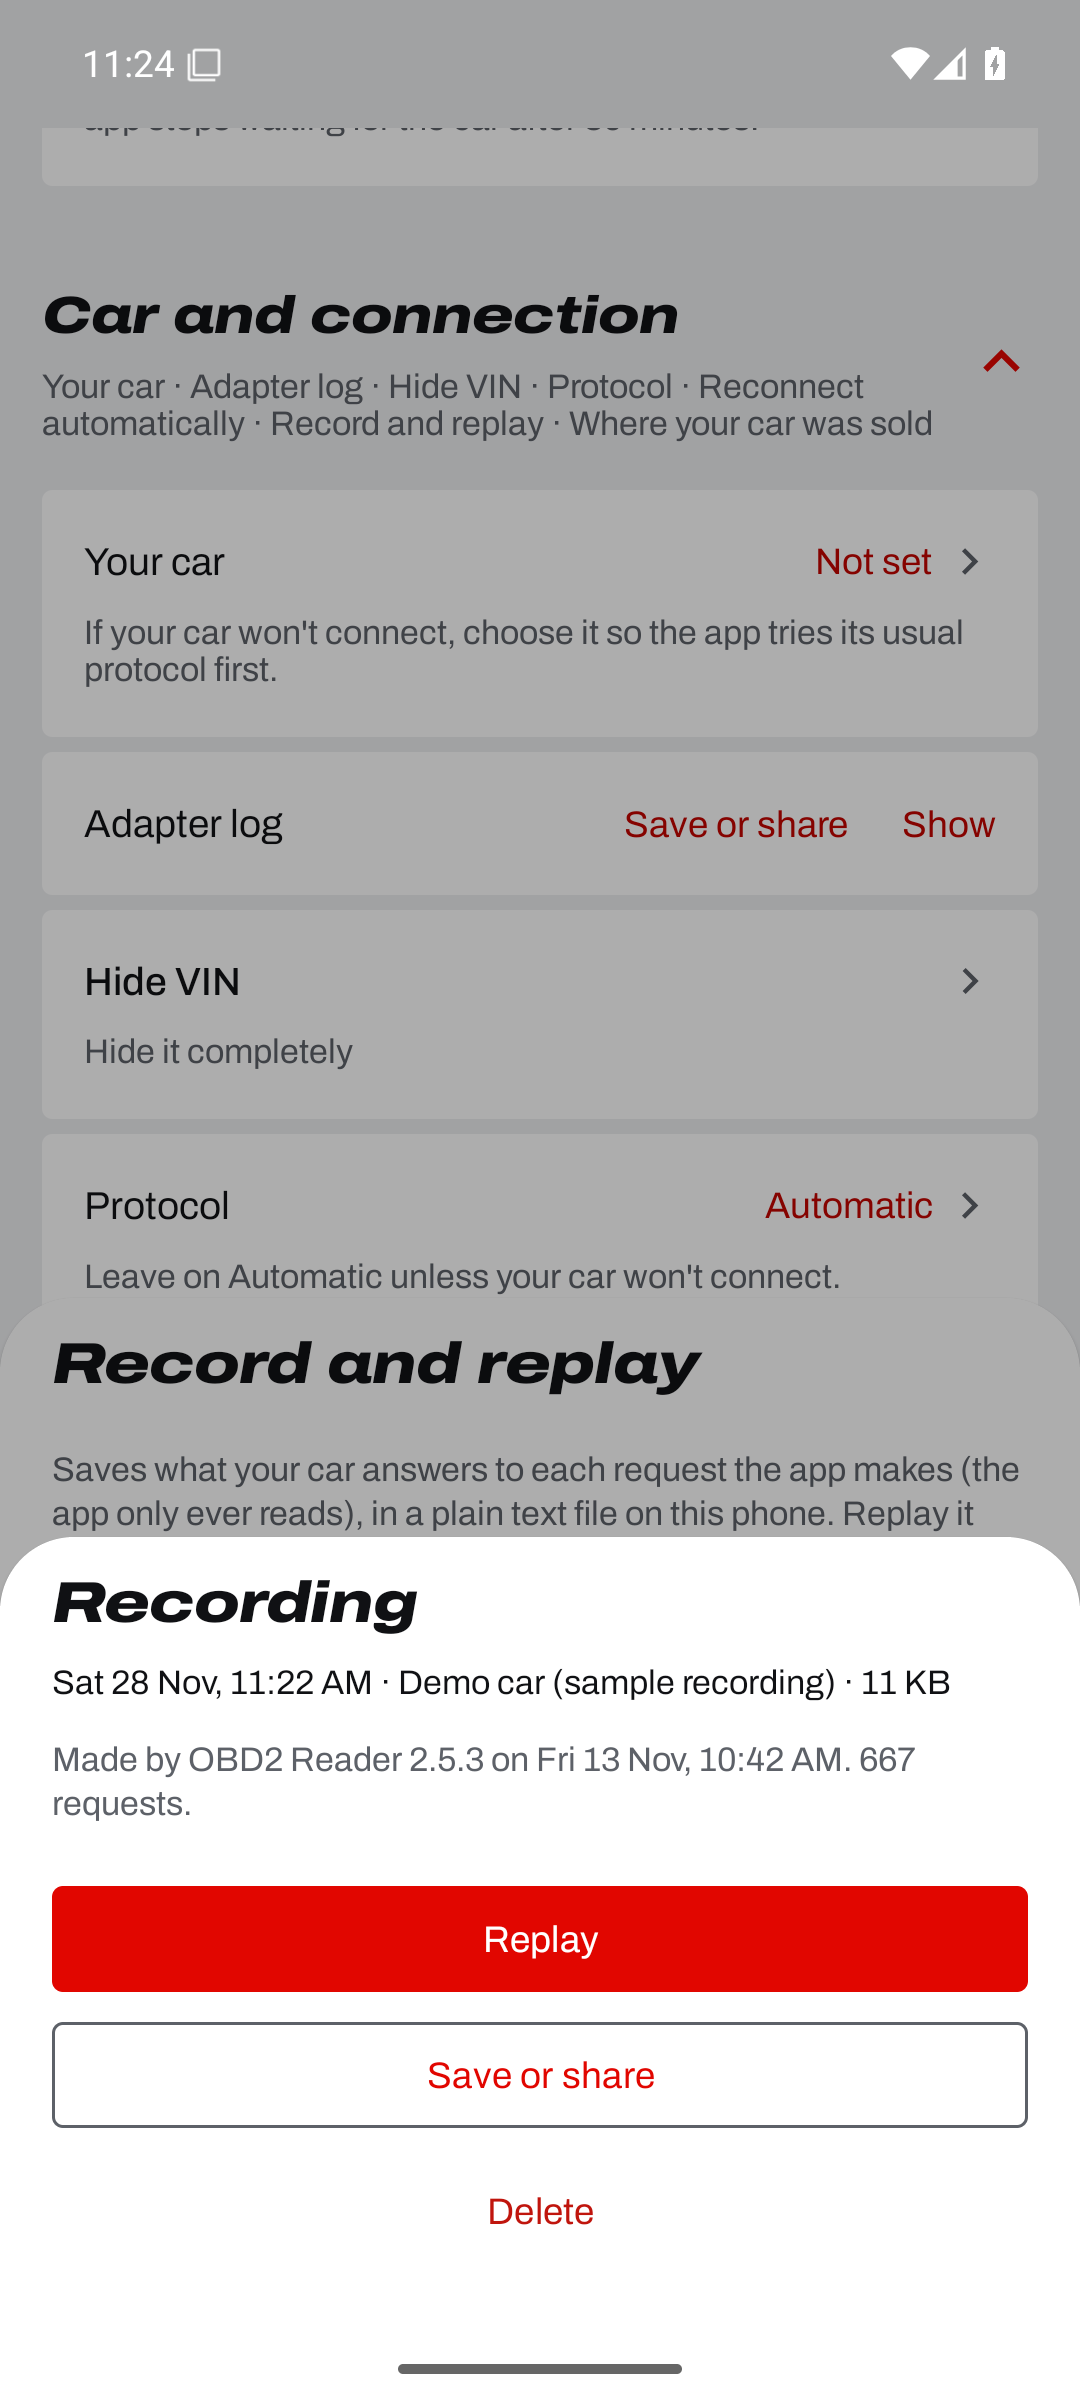 11:24
Car and connection
Your car · Adapter log · Hide VIN · Protocol · Reconnect
automatically · Record and replay · Where your car was sold
Your car
Not set
If your car won't connect, choose it so the app tries its usual
protocol first.
Adapter log
Save or share
Show
Hide VIN
Hide it completely
Protocol
Automatic
Leave on Automatic unless your car won't connect.
Record and replay
Saves what your car answers to each request the app makes (the
app only ever reads), in a plain text file on this phone. Replay it
Recording
Sat 28 Nov, 11:22 AM · Demo car (sample recording) · 11 KB
Made by OBD2 Reader 2.5.3 on Fri 13 Nov, 10:42 AM. 667
requests.
Replay
Save or share
Delete